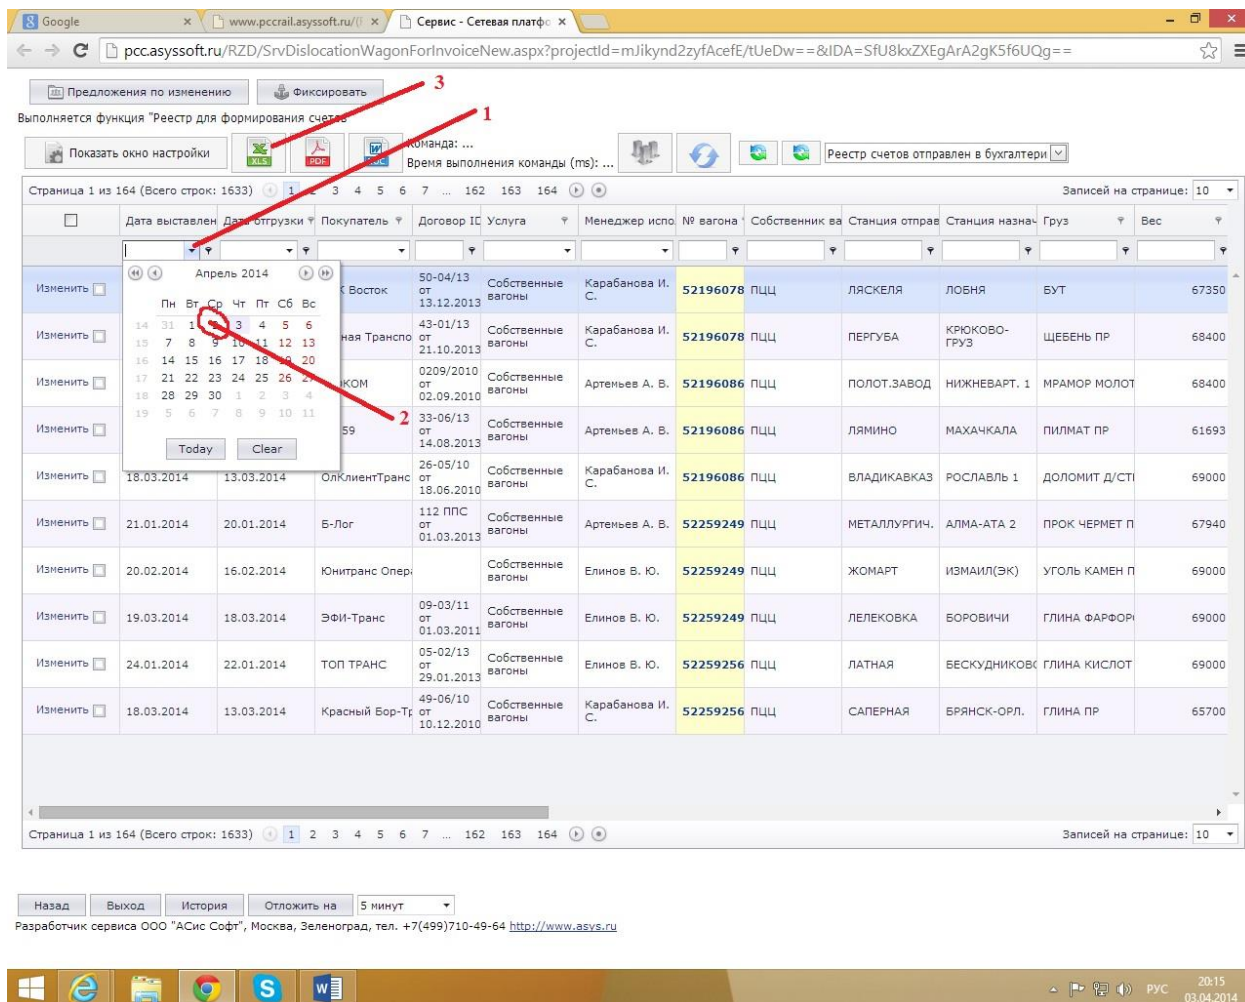 Google
www.pccrail.asyssoft.ru/(
Сервис - Сетевая платфо
pcc.asyssoft.ru/RZD/SrvDislocationWagonForInvoiceNew.aspx?projectId=mJikynd2zyfAcefE/tUeDw==&IDA=SfU8kxZXEgArA2gK5f6UQg==
Предложения по изменению Фиксировать 3
Выполняется функция "Реестр для формирования счетов" 1
Показать окно настройки XLS PDF Команда: ...
Время выполнения команды (ms): ... Реестр счетов отправлен в бухгалтери
Страница 1 из 164 (Всего строк: 1633) 1 2 3 4 5 6 7 … 162 163 164 Записей на странице: 10
Дата выставлен Дата отгрузки Покупатель Договор ID Услуга Менеджер испо № вагона Собственник ва Станция отправ Станция назнач Груз Вес
Апрель 2014
Пн Вт Ср Чт Пт Сб Вс
14 31 1 2 3 4 5 6
15 7 8 9 10 11 12 13
16 14 15 16 17 18 19 20
17 21 22 23 24 25 26 27
18 28 29 30 1 2 3 4
19 5 6 7 8 9 10 11
Today Clear
2
Изменить К Восток 50-04/13 от 13.12.2013 Собственные вагоны Карабанова И. С. 52196078 ПЦЦ ЛЯСКЕЛЯ ЛОБНЯ БУТ 67350
Изменить ная Транспо 43-01/13 от 21.10.2013 Собственные вагоны Карабанова И. С. 52196078 ПЦЦ ПЕРГУБА КРЮКОВО-ГРУЗ ЩЕБЕНЬ ПР 68400
Изменить КОМ 0209/2010 от 02.09.2010 Собственные вагоны Артемьев А. В. 52196086 ПЦЦ ПОЛОТ.ЗАВОД НИЖНЕВАРТ. 1 МРАМОР МОЛОТ 68400
Изменить 59 33-06/13 от 14.08.2013 Собственные вагоны Артемьев А. В. 52196086 ПЦЦ ЛЯМИНО МАХАЧКАЛА ПИЛМАТ ПР 61693
Изменить 18.03.2014 13.03.2014 ОлКлиентТранс 26-05/10 от 18.06.2010 Собственные вагоны Карабанова И. С. 52196086 ПЦЦ ВЛАДИКАВКАЗ РОСЛАВЛЬ 1 ДОЛОМИТ Д/СТ 69000
Изменить 21.01.2014 20.01.2014 Б-Лог 112 ППС от 01.03.2013 Собственные вагоны Артемьев А. В. 52259249 ПЦЦ МЕТАЛЛУРГИЧ. АЛМА-АТА 2 ПРОК ЧЕРМЕТ П 67940
Изменить 20.02.2014 16.02.2014 Юнитранс Опера Собственные вагоны Елинов В. Ю. 52259249 ПЦЦ ЖОМАРТ ИЗМАИЛ(ЭК) УГОЛЬ КАМЕН П 69000
Изменить 19.03.2014 18.03.2014 ЭФИ-Транс 09-03/11 от 01.03.2011 Собственные вагоны Елинов В. Ю. 52259249 ПЦЦ ЛЕЛЕКОВКА БОРОВИЧИ ГЛИНА ФАРФОР 69000
Изменить 24.01.2014 22.01.2014 ТОП ТРАНС 05-02/13 от 29.01.2013 Собственные вагоны Елинов В. Ю. 52259256 ПЦЦ ЛАТНАЯ БЕСКУДНИКОВО ГЛИНА КИСЛОТ 69000
Изменить 18.03.2014 13.03.2014 Красный Бор-Тр 49-06/10 от 10.12.2010 Собственные вагоны Карабанова И. С. 52259256 ПЦЦ САПЕРНАЯ БРЯНСК-ОРЛ. ГЛИНА ПР 65700
Страница 1 из 164 (Всего строк: 1633) 1 2 3 4 5 6 7 … 162 163 164 Записей на странице: 10
Назад Выход История Отложить на 5 минут
Разработчик сервиса ООО "АСис Софт", Москва, Зеленоград, тел. +7(499)710-49-64 http://www.asys.ru
РУС 20:15
03.04.2014